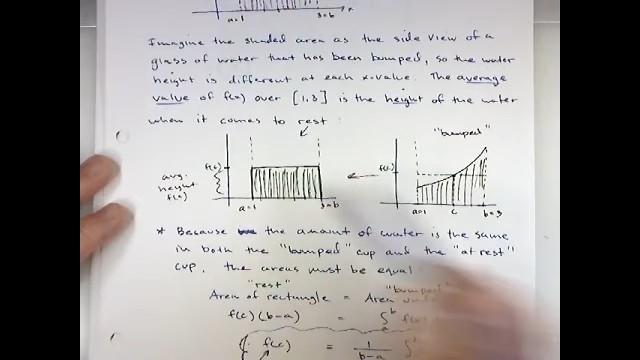 a=1 3=b x
Imagine the shaded area as the side view of a
glass of water that has been bumped, so the water
height is different at each x-value. The average
value of f(x) over [1,3] is the height of the water
when it comes to rest:
"bumped"
f(c) f(c)
avg.
height
f(c)
a=1 3=b a=1 c b=3
* Because the amount of water is the same
in both the "bumped" cup and the "at rest"
cup, the areas must be equal
"rest" "bumped"
Area of rectangle = Area
f(c)(b-a) = ∫ b
f(c) = 1/(b-a) ∫ b